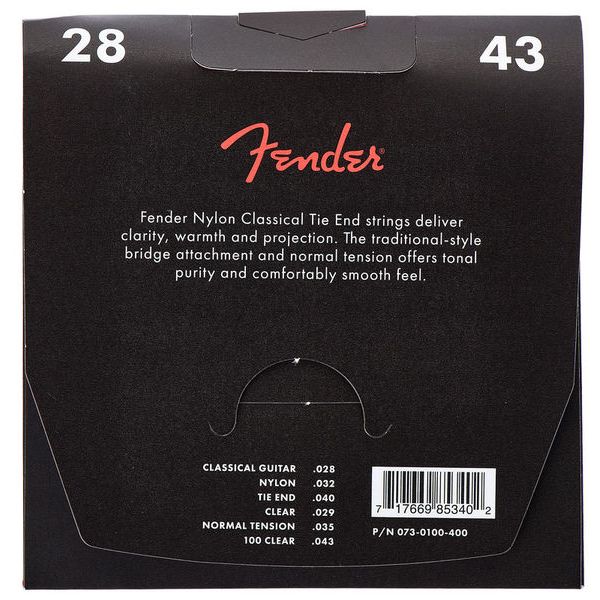 28
43
Fender®
Fender Nylon Classical Tie End strings deliver
clarity, warmth and projection. The traditional-style
bridge attachment and normal tension offers tonal
purity and comfortably smooth feel.
CLASSICAL GUITAR .028
NYLON .032
TIE END .040
CLEAR .029
NORMAL TENSION .035
100 CLEAR .043
7 17669 85340 2
P/N 073-0100-400